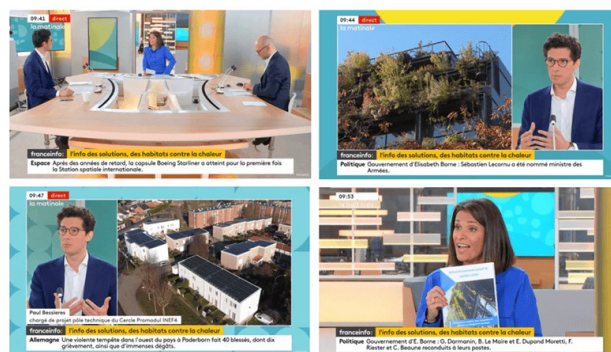 09:41 direct
la matinale
franceinfo: l'info des solutions, des habitats contre la chaleur
Espace Après des années de retard, la capsule Boeing Starliner a atteint pour la première fois
la Station spatiale internationale.
09:44 direct
la matinale
franceinfo: l'info des solutions, des habitats contre la chaleur
Politique Gouvernement d'Elisabeth Borne : Sébastien Lecornu a été nommé ministre des
Armées.
09:47 direct
la matinale
Paul Bessieres
chargé de projet pôle technique du Cercle Promodul INEF4
franceinfo: l'info des solutions, des habitats contre la chaleur
Allemagne Une violente tempête dans l'ouest du pays à Paderborn fait 40 blessés, dont dix
grièvement, ainsi que d'immenses dégâts.
09:53
franceinfo: l'info des solutions, des habitats contre la chaleur
Politique Gouvernement d'E. Borne : G. Darmanin, B. Le Maire et E. Dupond Moretti, F.
Riester et C. Beaune reconduits à leurs postes.